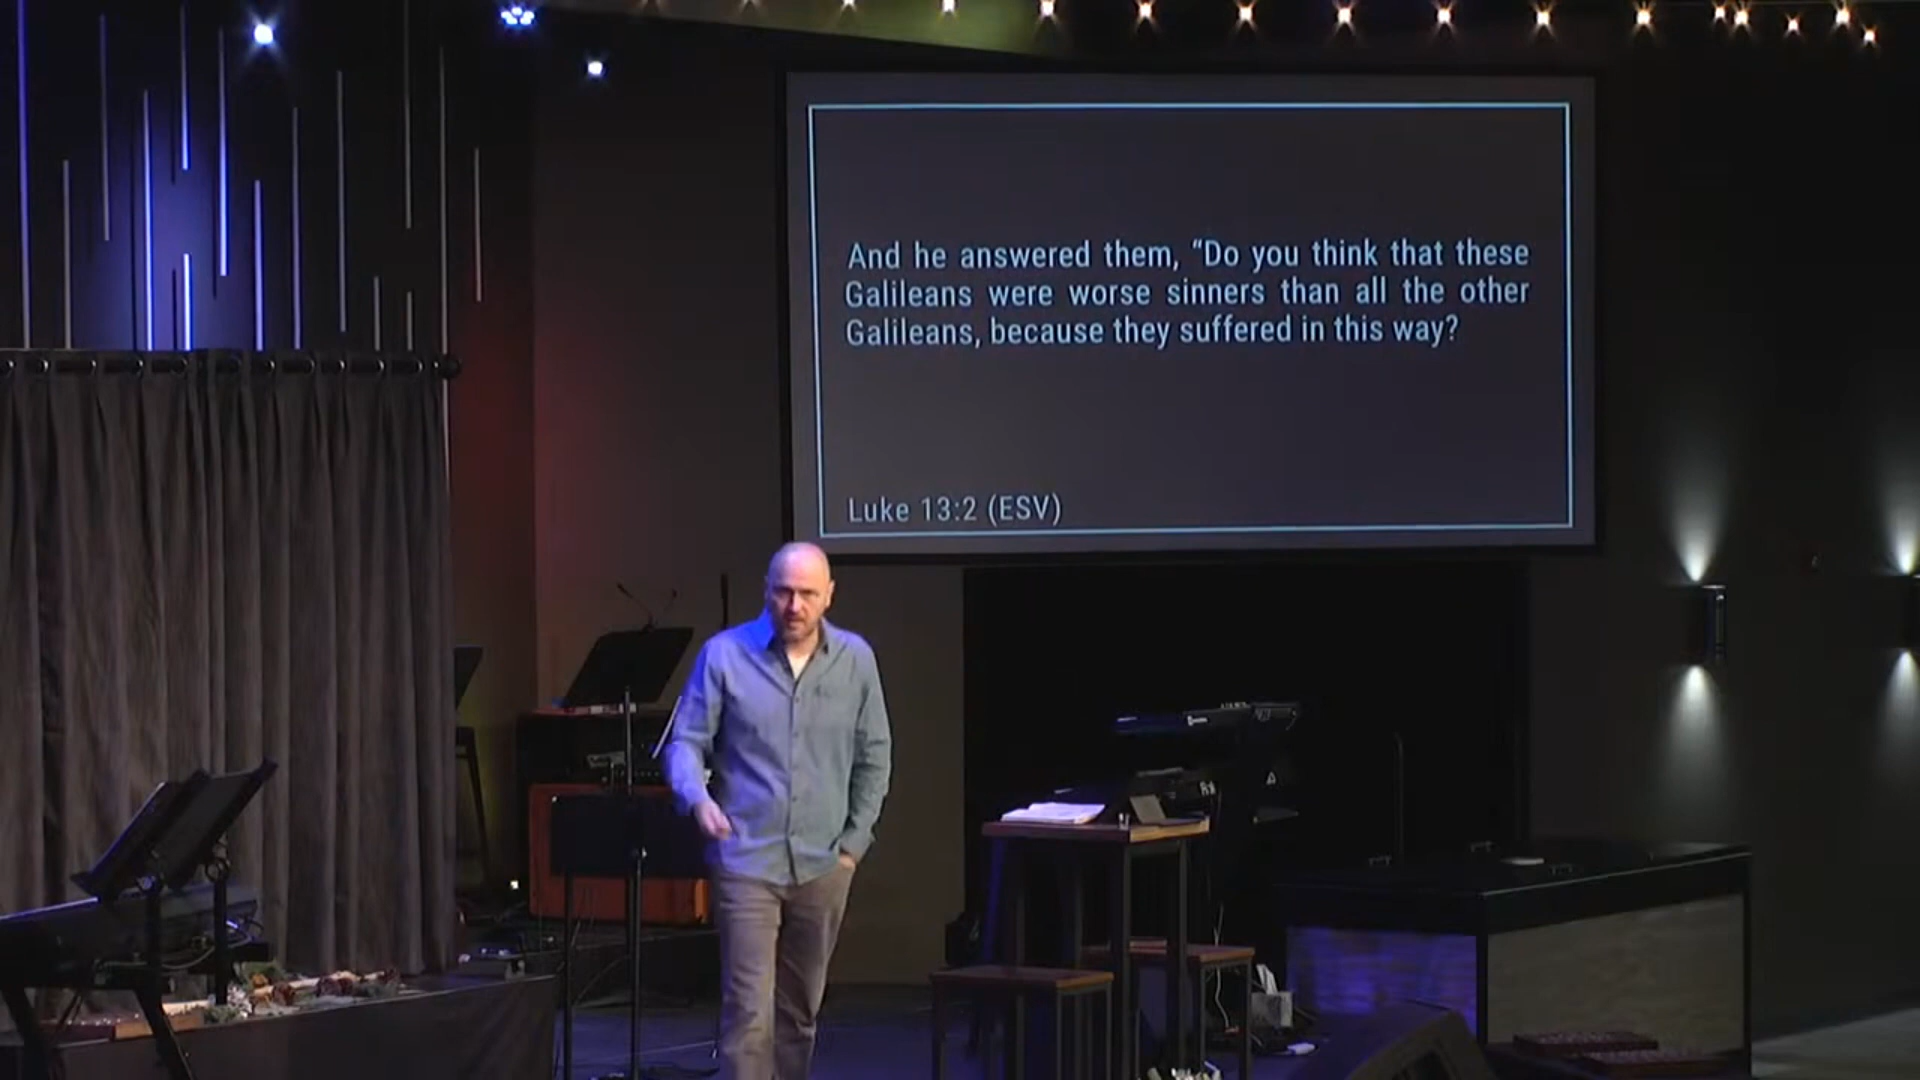 And he answered them, “Do you think that these
Galileans were worse sinners than all the other
Galileans, because they suffered in this way?
Luke 13:2 (ESV)